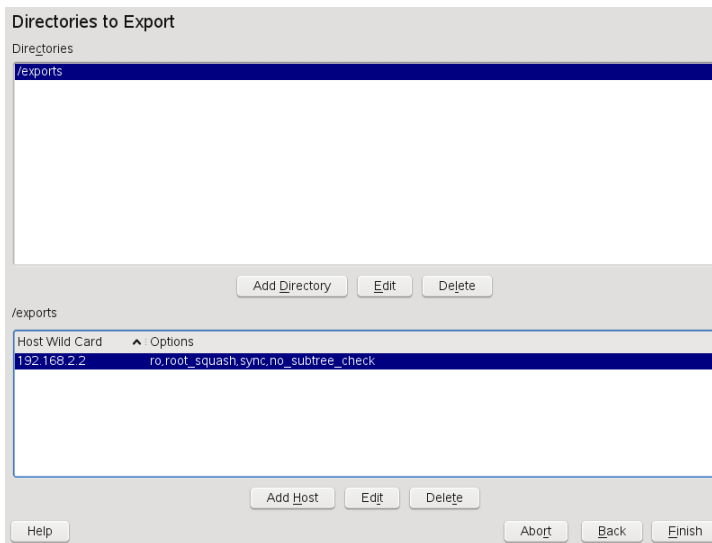 Directories to Export
Directories
/exports
Add Directory Edit Delete
/exports
Host Wild Card Options
192.168.2.2 ro,root_squash,sync,no_subtree_check
Add Host Edit Delete
Help Abort Back Finish